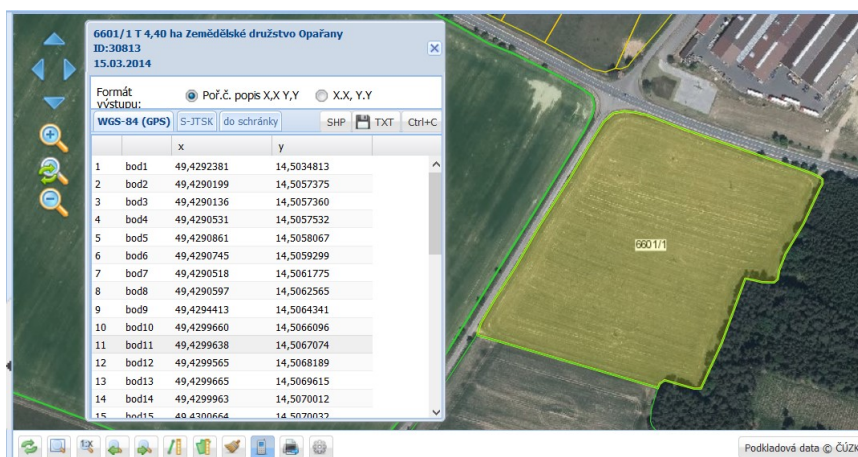 6601/1 T 4,40 ha Zemědělské družstvo Opařany
ID:30813
15.03.2014
Formát výstupu: Poř.č. popis X,X Y,Y X.X, Y.Y
WGS-84 (GPS) S-JTSK do schránky SHP TXT Ctrl+C
x y
1 bod1 49,4292381 14,5034813
2 bod2 49,4290199 14,5057375
3 bod3 49,4290136 14,5057360
4 bod4 49,4290531 14,5057532
5 bod5 49,4290861 14,5058067
6 bod6 49,4290745 14,5059299
7 bod7 49,4290518 14,5061775
8 bod8 49,4290597 14,5062565
9 bod9 49,4294413 14,5064341
10 bod10 49,4299660 14,5066096
11 bod11 49,4299638 14,5067074
12 bod12 49,4299565 14,5068189
13 bod13 49,4299665 14,5069615
14 bod14 49,4299963 14,5070012
15 bod15 49,4300664 14,5070032
6601/1
Podkladová data © ČÚZK